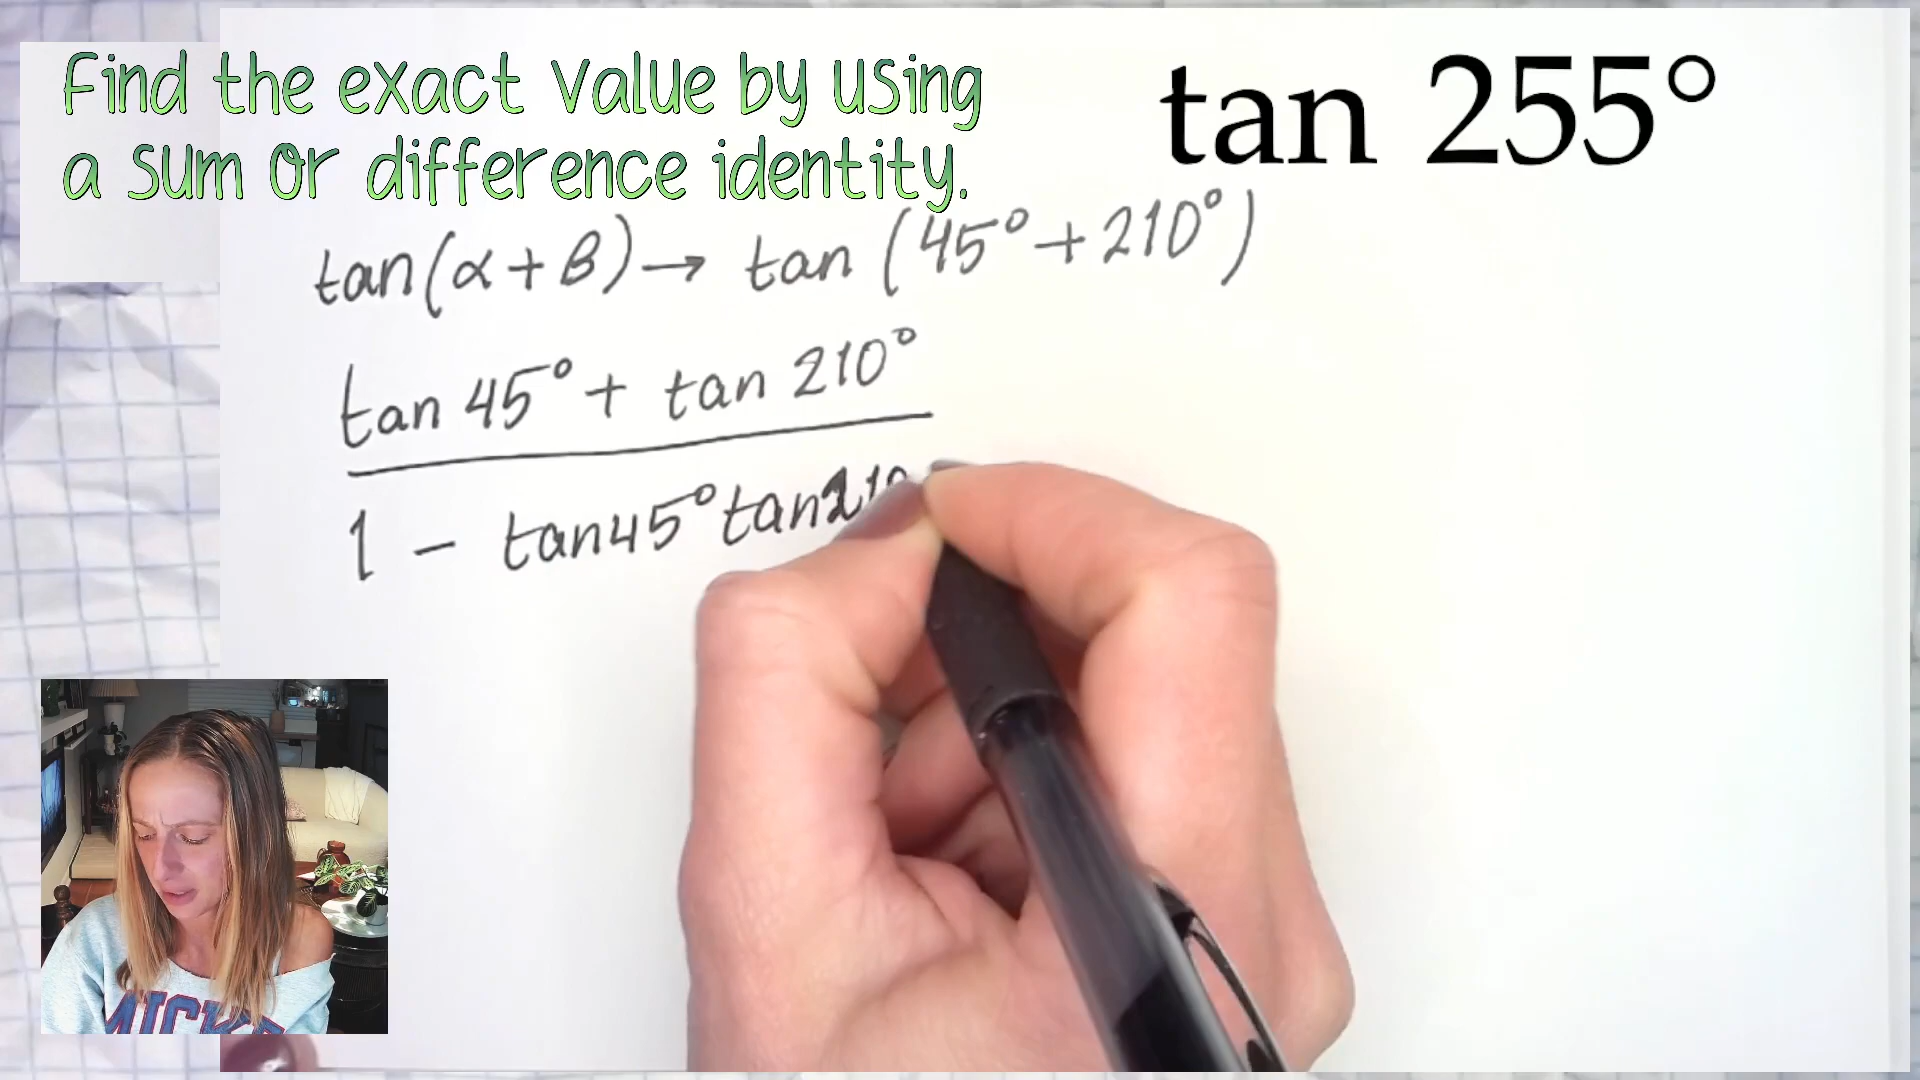 Find the exact value by using
a sum or difference identity.
tan 255°
tan(α + β) → tan (45° + 210°)
tan 45° + tan 210°
1 - tan45° tan210